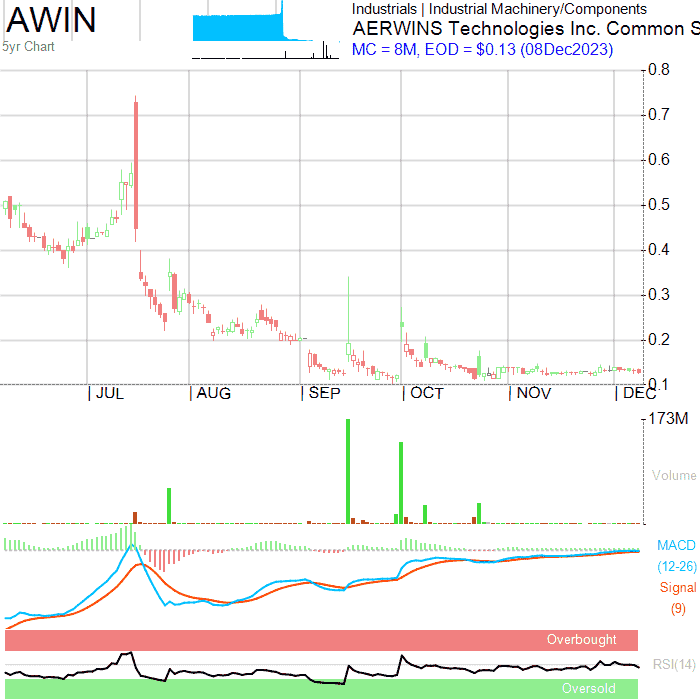 AWIN
5yr Chart
Industrials | Industrial Machinery/Components
AERWINS Technologies Inc. Common S
MC = 8M, EOD = $0.13 (08Dec2023)
0.8
0.7
0.6
0.5
0.4
0.3
0.2
0.1
JUL AUG SEP OCT NOV DEC
173M
Volume
MACD
(12-26)
Signal
(9)
Overbought
RSI(14)
Oversold